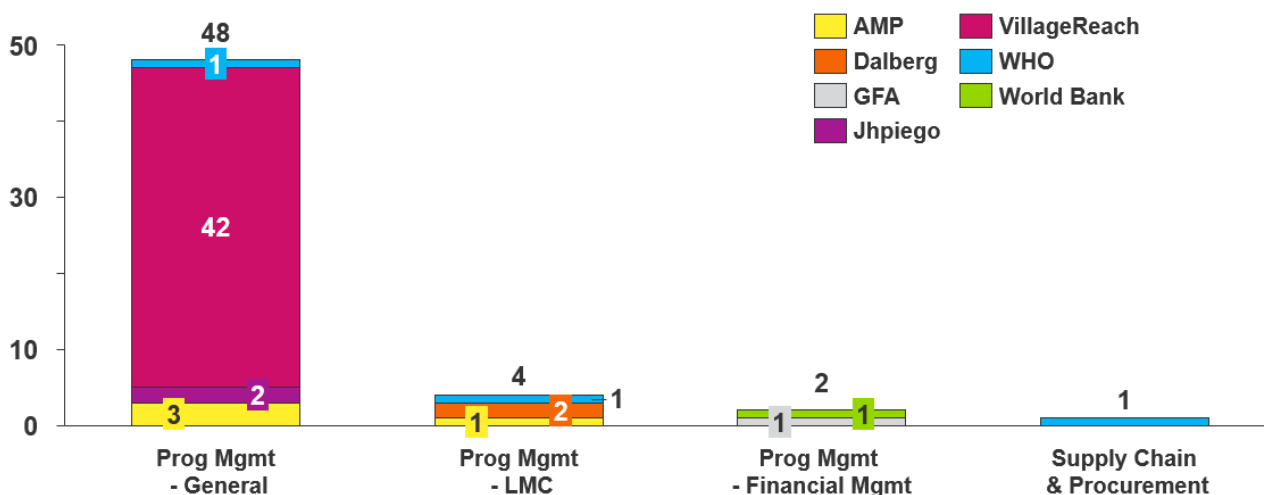 48
50
30
10
0
1
42
2
3
4
1
2
1
2
1
1
1
Prog Mgmt
- General
Prog Mgmt
- LMC
Prog Mgmt
- Financial Mgmt
Supply Chain
& Procurement
AMP
Dalberg
GFA
Jhpiego
VillageReach
WHO
World Bank